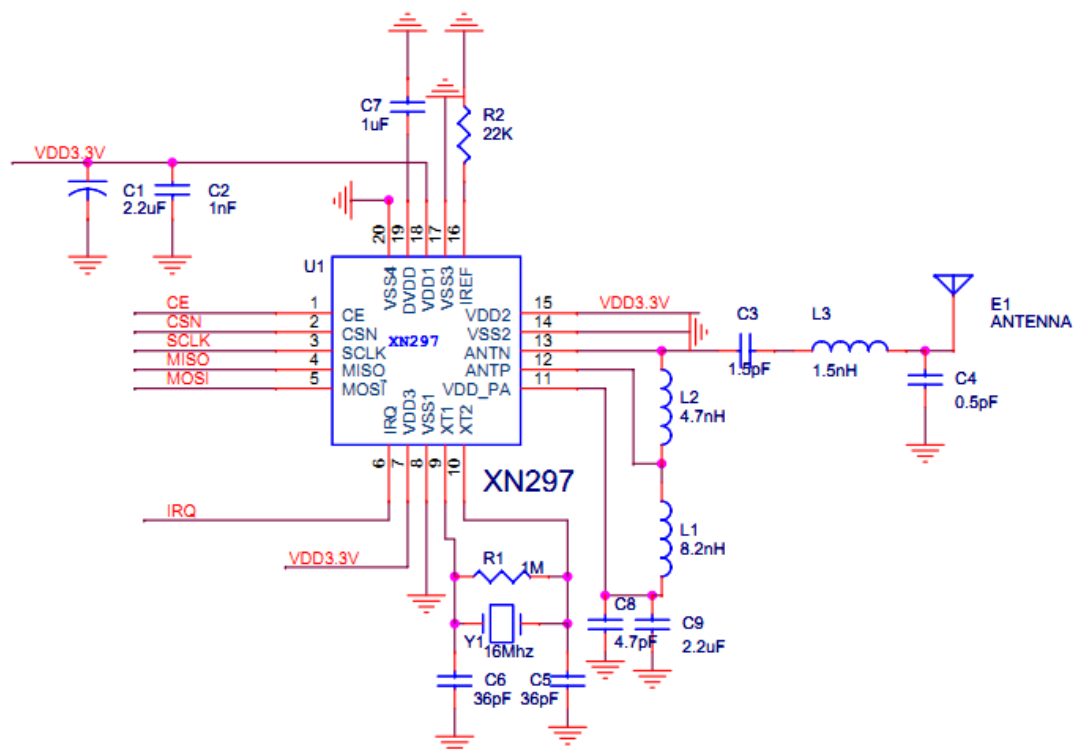 C7
1uF
R2
22K
VDD3.3V
C1
2.2uF
C2
1nF
20
19
18
17
16
U1
VSS4
DVDD
VDD1
VSS3
IREF
CE
CSN
SCLK
MISO
MOSI
1
2
3
4
5
CE
CSN
SCLK
MISO
MOSI
XN297
VDD2
VSS2
ANTN
ANTP
VDD_PA
15
14
13
12
11
VDD3.3V
IRQ
VDD3
VSS1
XT1
XT2
6
7
8
9
10
XN297
C3
1.5pF
L3
1.5nH
E1
ANTENNA
C4
0.5pF
L2
4.7nH
L1
8.2nH
IRQ
VDD3.3V
R1
1M
Y1
16Mhz
C6
36pF
C5
36pF
C8
4.7pF
C9
2.2uF